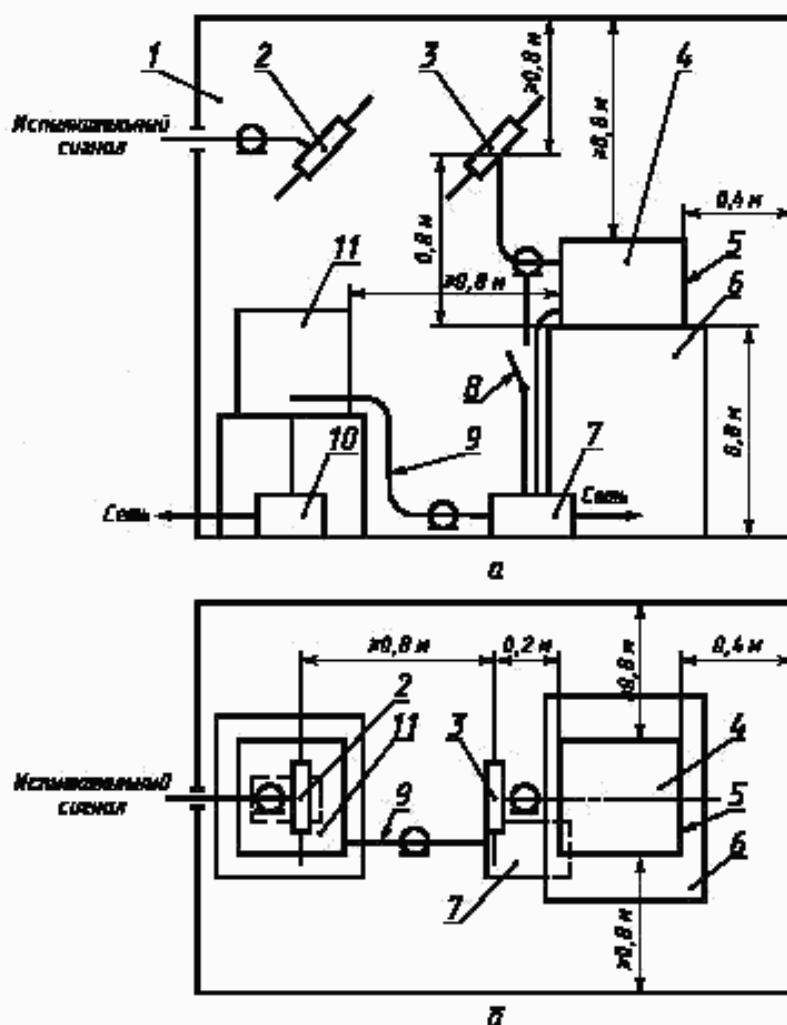 1
2
3
4
≥0,8 м
≥0,8 м
Испытательный
сигнал
0,4 м
0,8 м
5
6
11
≥0,8 м
8
0,8 м
10
9
7
Сеть
Сеть
а
≥0,8 м
0,2 м
≥0,8 м
0,4 м
2
11
3
4
Испытательный
сигнал
9
5
6
7
≥0,8 м
б